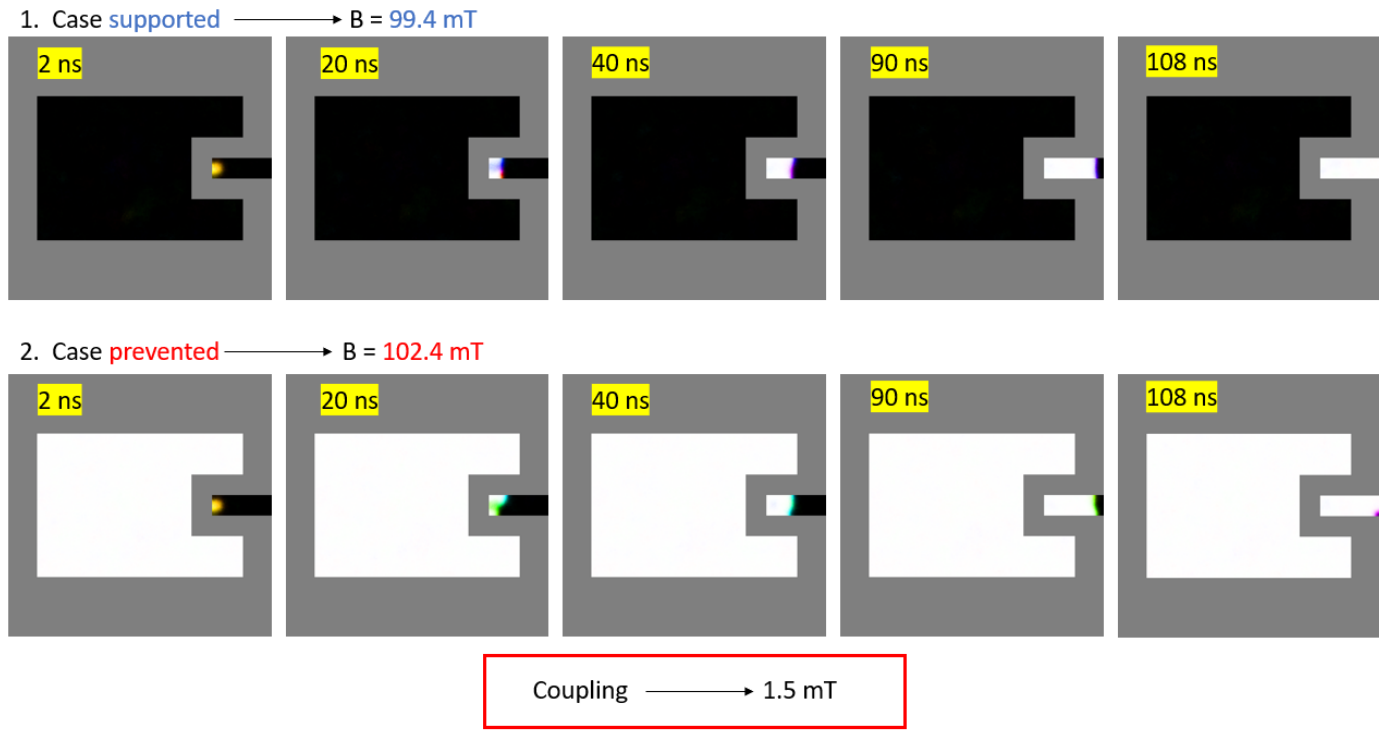 1. Case supported B = 99.4 mT
2 ns 20 ns 40 ns 90 ns 108 ns
2. Case prevented B = 102.4 mT
2 ns 20 ns 40 ns 90 ns 108 ns
Coupling 1.5 mT